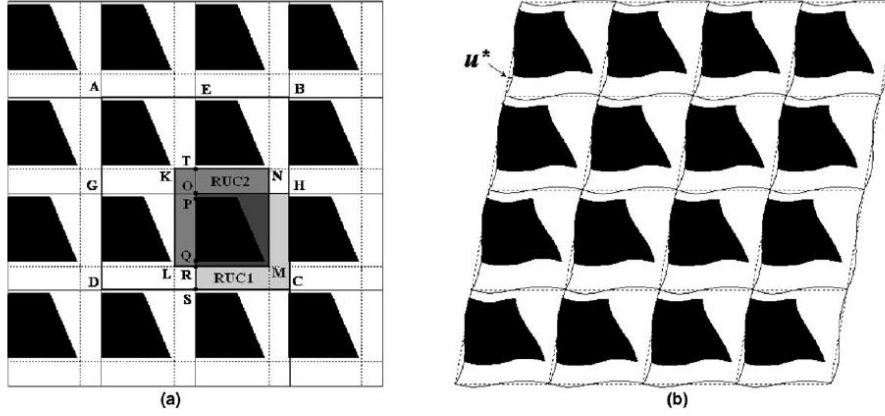 A E B
u*
T
K N
O RUC2
G H
P
Q
L M
D R RUC1 C
S
(a) (b)